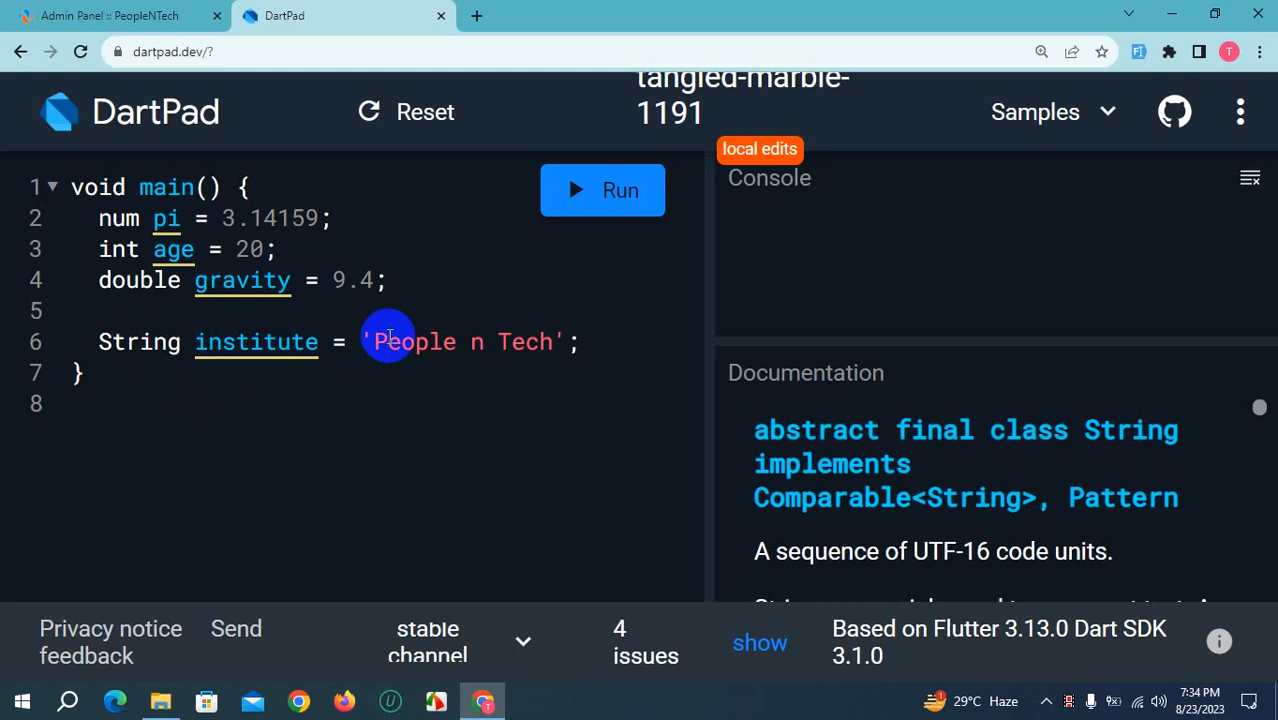 Admin Panel :: PeopleNTech
DartPad
dartpad.dev/?
T
DartPad
Reset
tangled-marble-
1191
Samples
local edits
1 void main() {
2 num pi = 3.14159;
3 int age = 20;
4 double gravity = 9.4;
5
6 String institute = 'People n Tech';
7 }
8
Run
Console
Documentation
abstract final class String
implements
Comparable<String>, Pattern
A sequence of UTF-16 code units.
Privacy notice
Send
feedback
stable
channel
4
issues
show
Based on Flutter 3.13.0 Dart SDK
3.1.0
29°C Haze
7:34 PM
8/23/2023